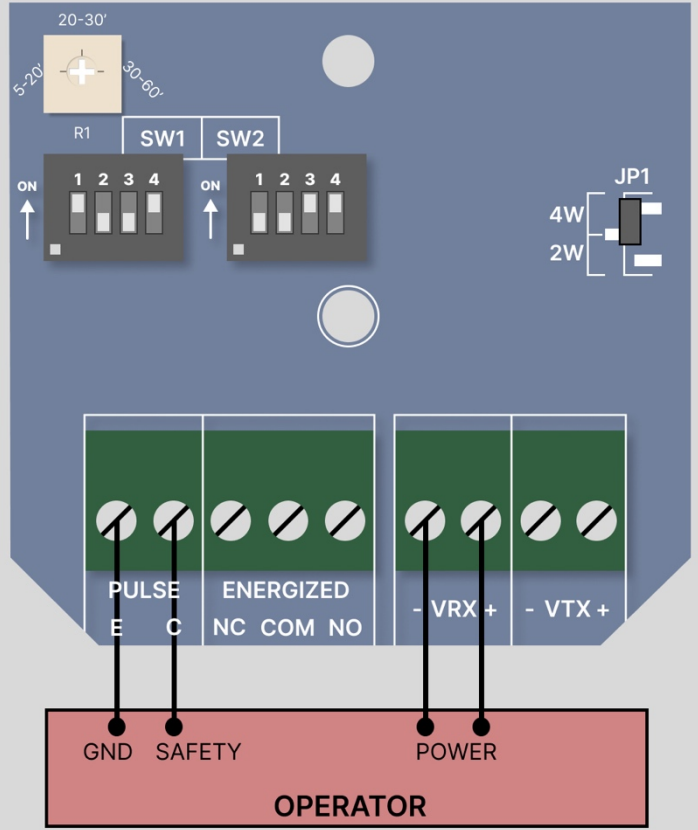 20-30'
5-20'
30-60'
R1
SW1 SW2
ON 1 2 3 4
ON 1 2 3 4
JP1
4W
2W
PULSE ENERGIZED
E C NC COM NO
- VRX + - VTX +
GND SAFETY POWER
OPERATOR